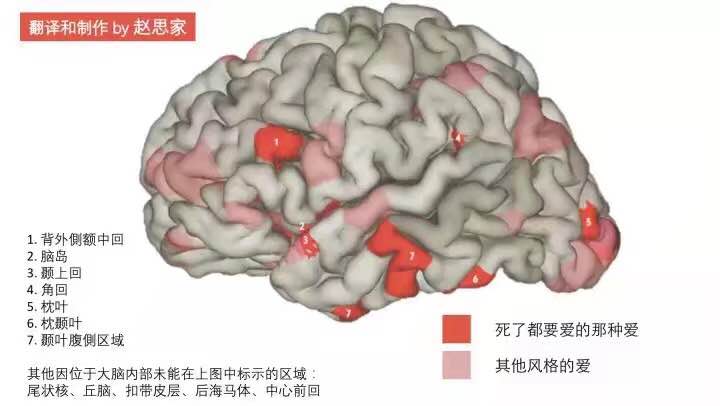 翻译和制作 by 赵思家
1
2
3
4
5
6
7
7
1. 背外侧额中回
2. 脑岛
3. 颞上回
4. 角回
5. 枕叶
6. 枕颞叶
7. 颞叶腹侧区域
其他因位于大脑内部未能在上图中标示的区域：
尾状核、丘脑、扣带皮层、后海马体、中心前回
死了都要爱的那种爱
其他风格的爱